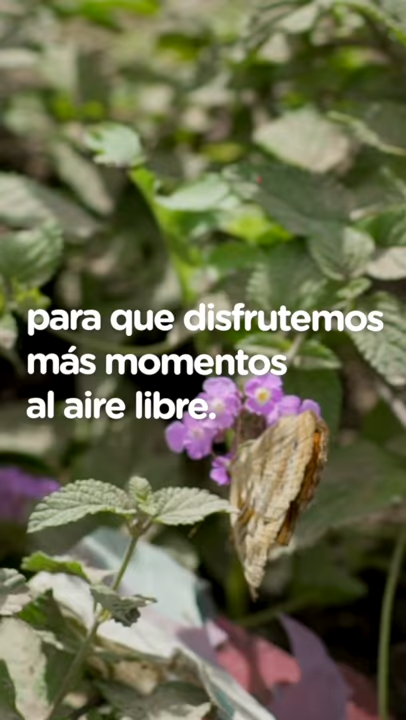 para que disfrutemos
más momentos
al aire libre.